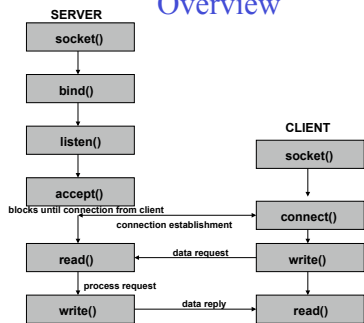 Overview
SERVER
socket()
bind()
listen()
accept()
CLIENT
socket()
blocks until connection from client
connection establishment
connect()
read()
data request
write()
process request
write()
data reply
read()